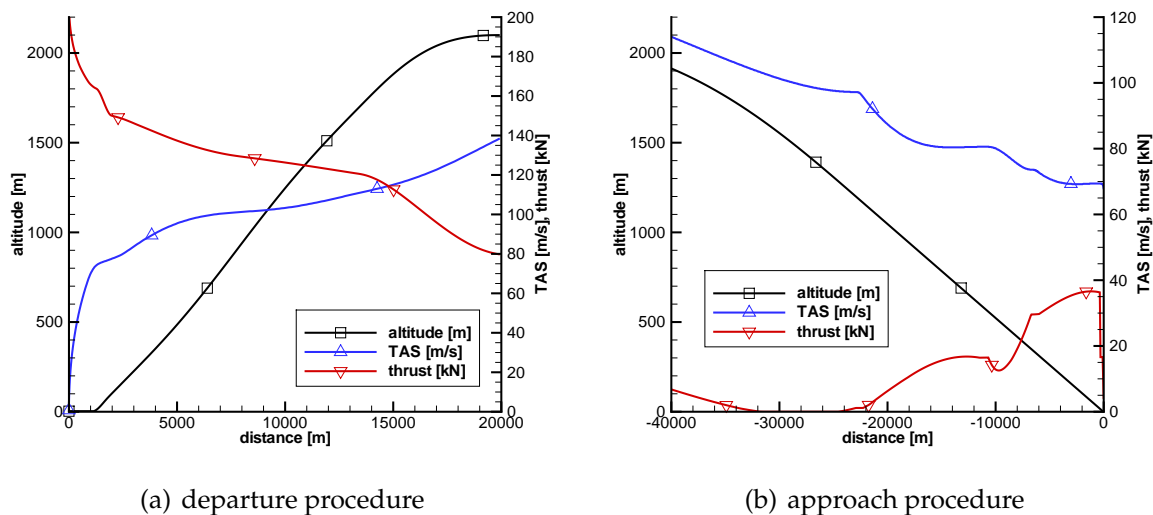 altitude [m]
2000
1500
1000
500
0
200
180
160
140
120
100
80
60
40
20
0
TAS [m/s], thrust [kN]
altitude [m]
TAS [m/s]
thrust [kN]
0
5000
10000
15000
20000
distance [m]
(a) departure procedure
altitude [m]
2000
1500
1000
500
0
120
100
80
60
40
20
0
TAS [m/s], thrust [kN]
altitude [m]
TAS [m/s]
thrust [kN]
-40000
-30000
-20000
-10000
0
distance [m]
(b) approach procedure